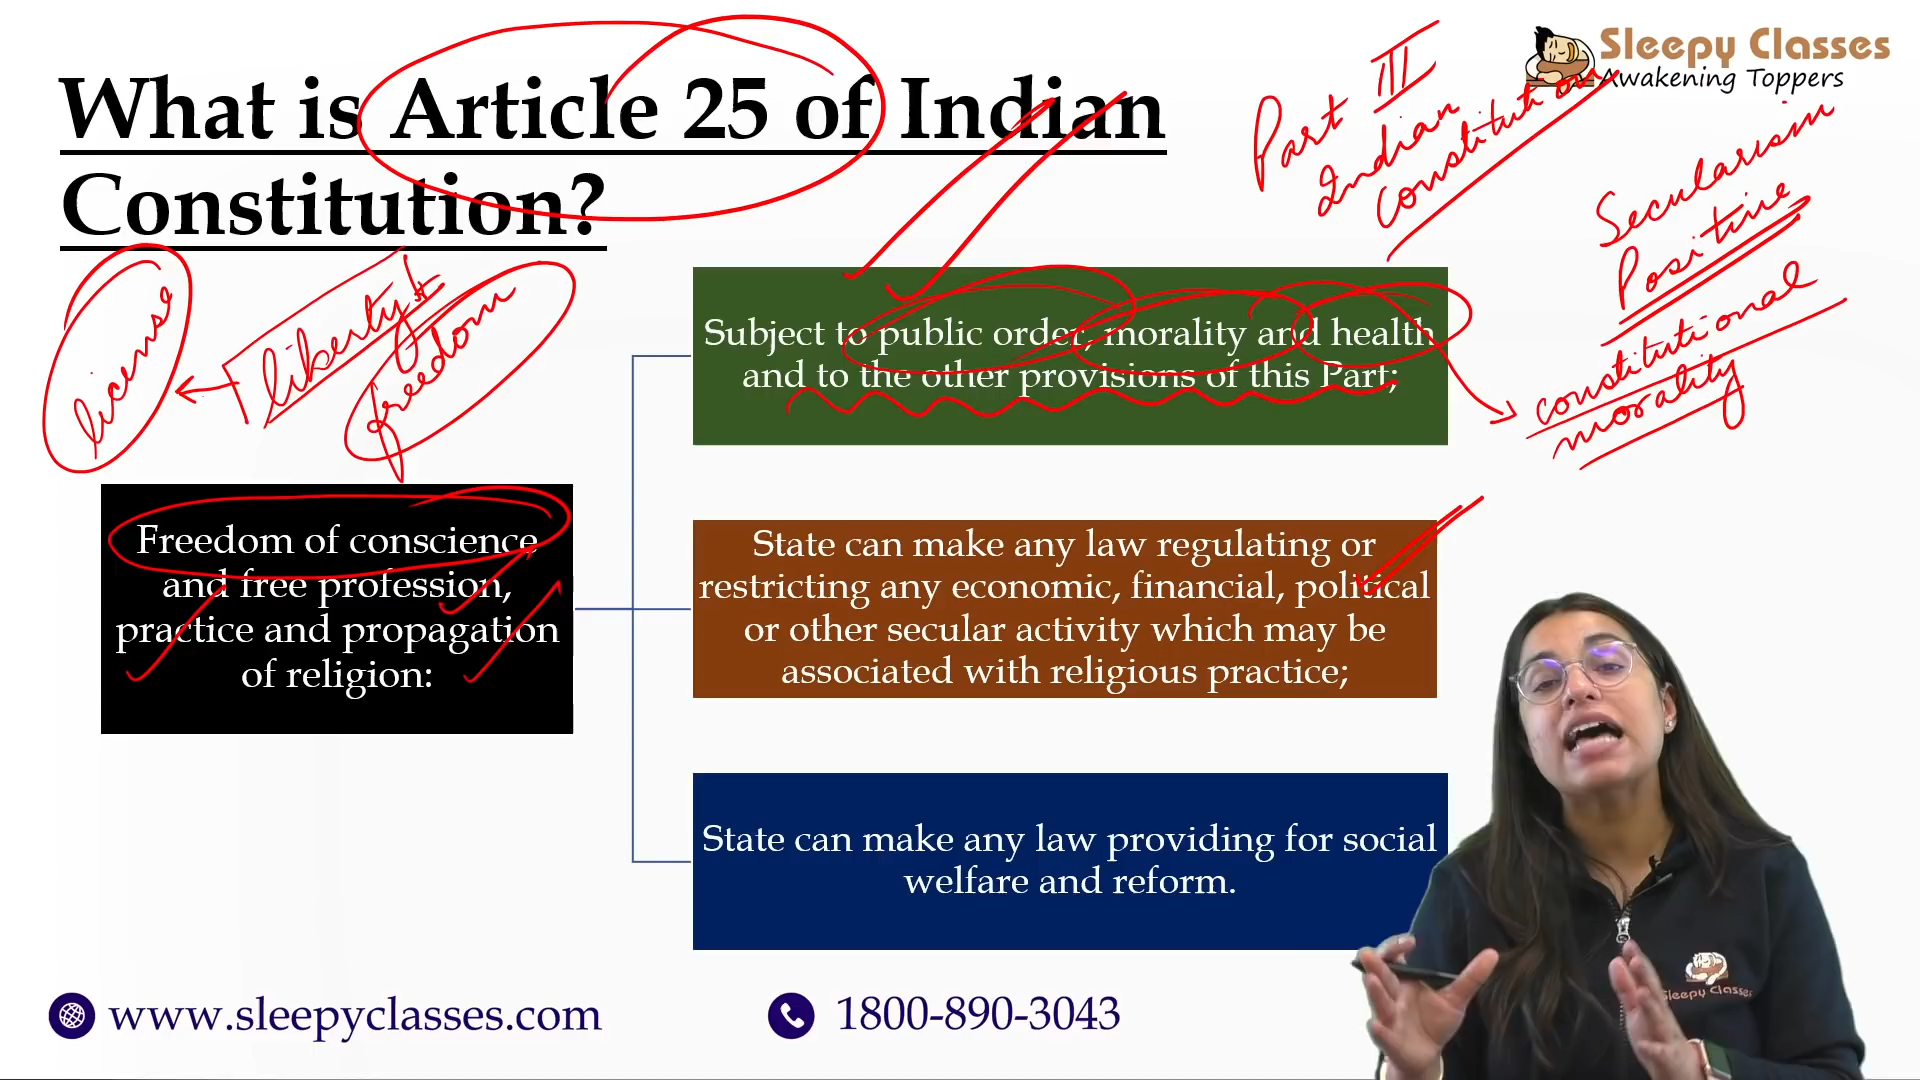 What is Article 25 of Indian
Constitution?
Sleepy Classes
Awakening Toppers
Part III
Indian
Constitution
Secularism
Positive
constitutional
morality
license
liberty
freedom
Subject to public order, morality and health
and to the other provisions of this Part;
Freedom of conscience
and free profession,
practice and propagation
of religion:
State can make any law regulating or
restricting any economic, financial, political
or other secular activity which may be
associated with religious practice;
State can make any law providing for social
welfare and reform.
Sleepy Classes
www.sleepyclasses.com
1800-890-3043